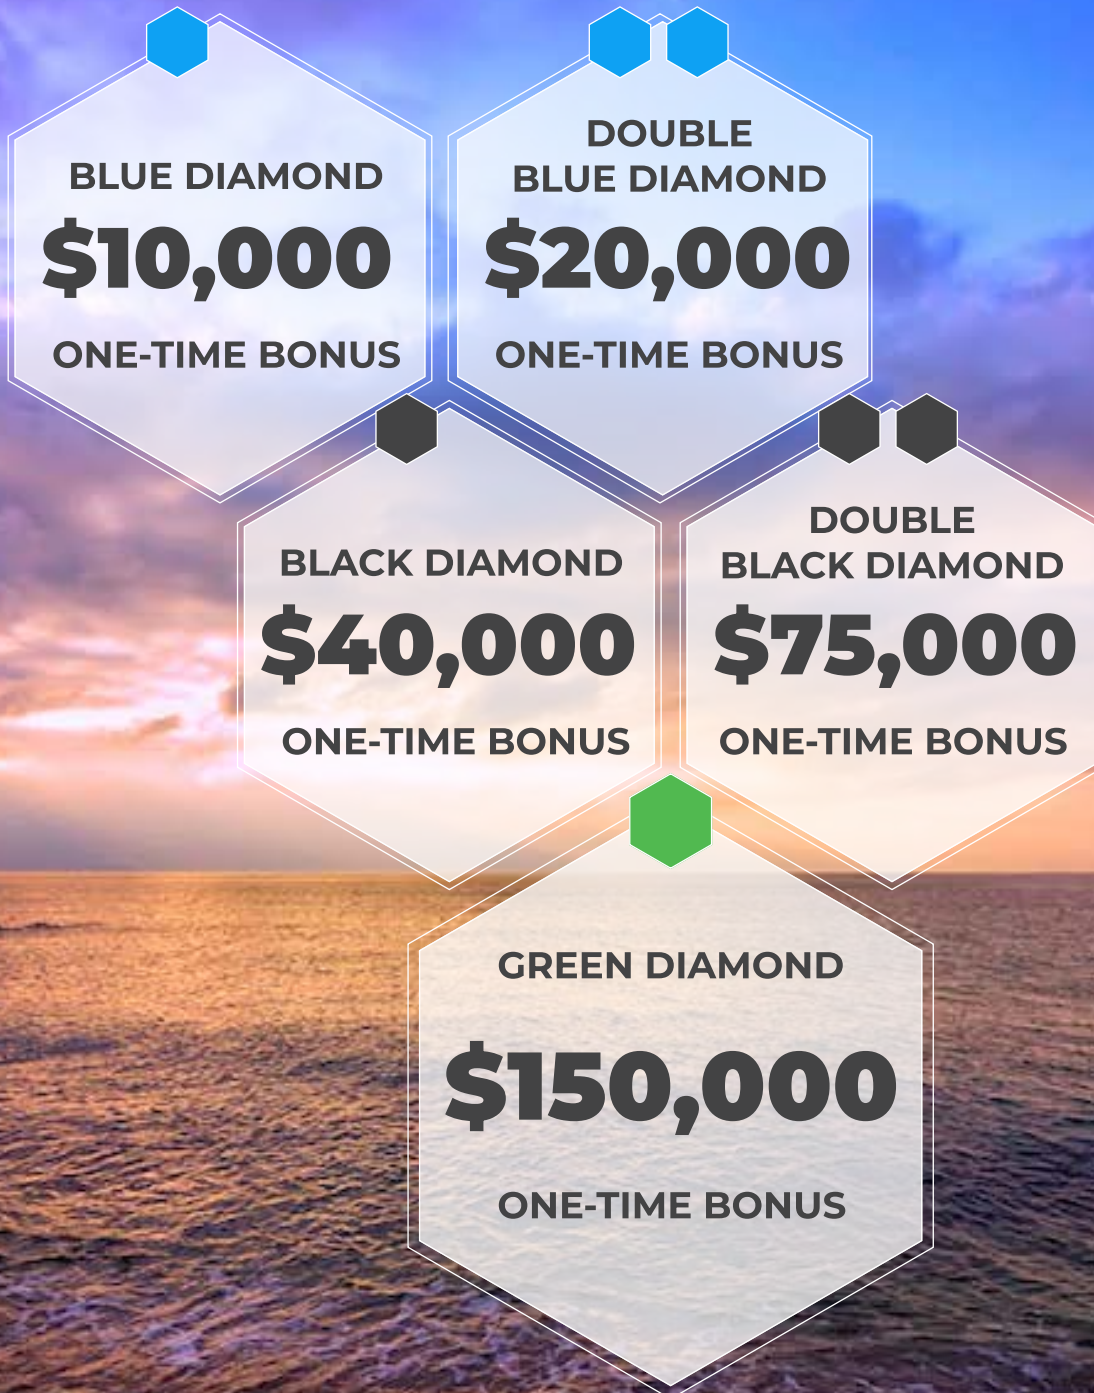 BLUE DIAMOND
$10,000
ONE-TIME BONUS
DOUBLE
BLUE DIAMOND
$20,000
ONE-TIME BONUS
BLACK DIAMOND
$40,000
ONE-TIME BONUS
DOUBLE
BLACK DIAMOND
$75,000
ONE-TIME BONUS
GREEN DIAMOND
$150,000
ONE-TIME BONUS